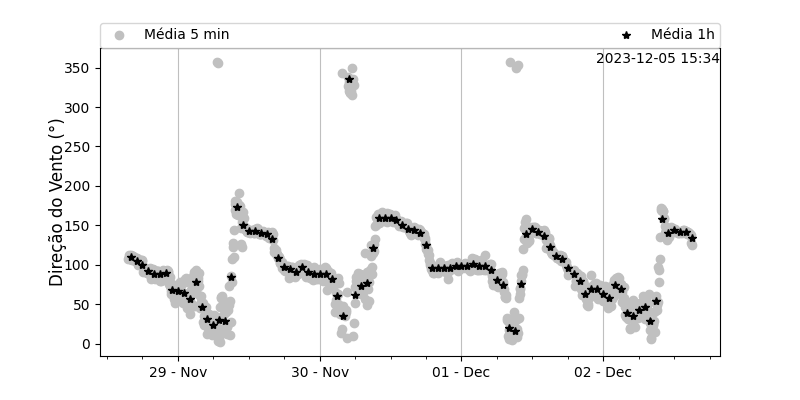 Média 5 min
Média 1h
2023-12-05 15:34
Direção do Vento (°)
350
300
250
200
150
100
50
0
29 - Nov
30 - Nov
01 - Dec
02 - Dec